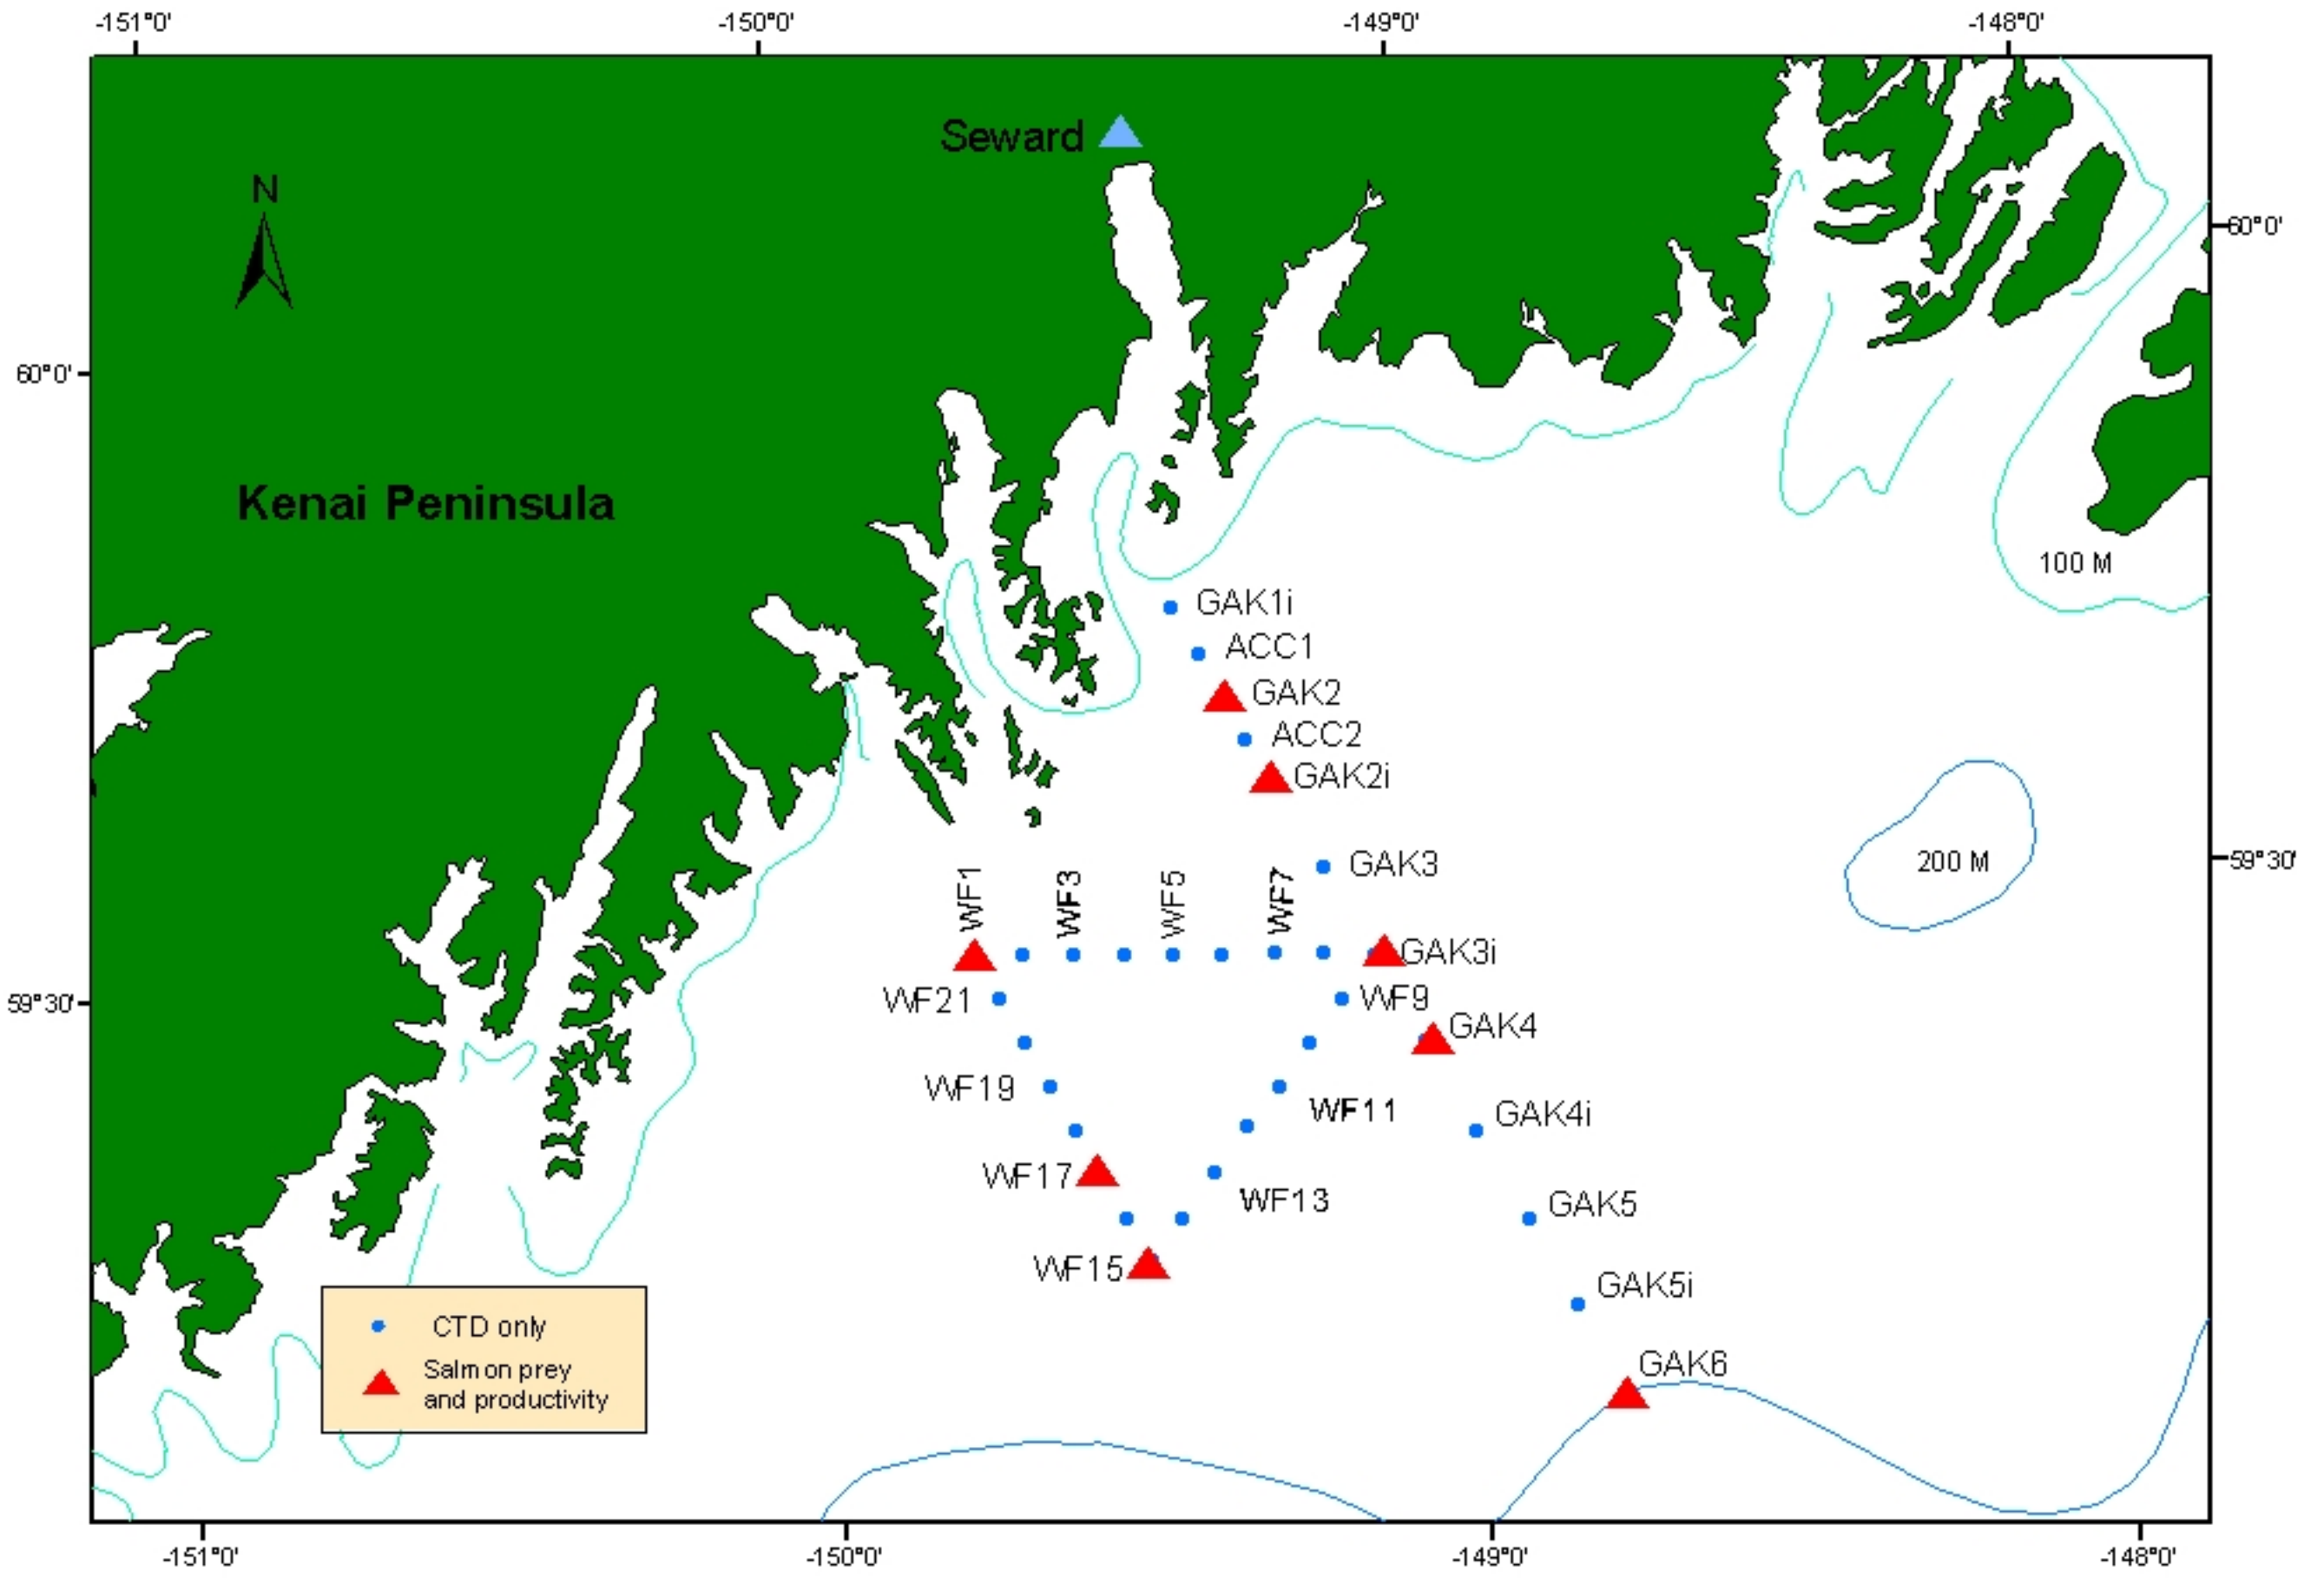 -151°0'
-150°0'
-149°0'
-148°0'
Seward
N
60°0'
60°0'
Kenai Peninsula
100 M
GAK1i
ACC1
GAK2
ACC2
GAK2i
GAK3
200 M
59°30'
WF1
WF3
WF5
WF7
GAK3i
WF21
WF9
59°30'
GAK4
WF19
WF11
GAK4i
WF17
WF13
GAK5
WF15
GAK5i
CTD only
Salmon prey
and productivity
GAK6
-151°0'
-150°0'
-149°0'
-148°0'